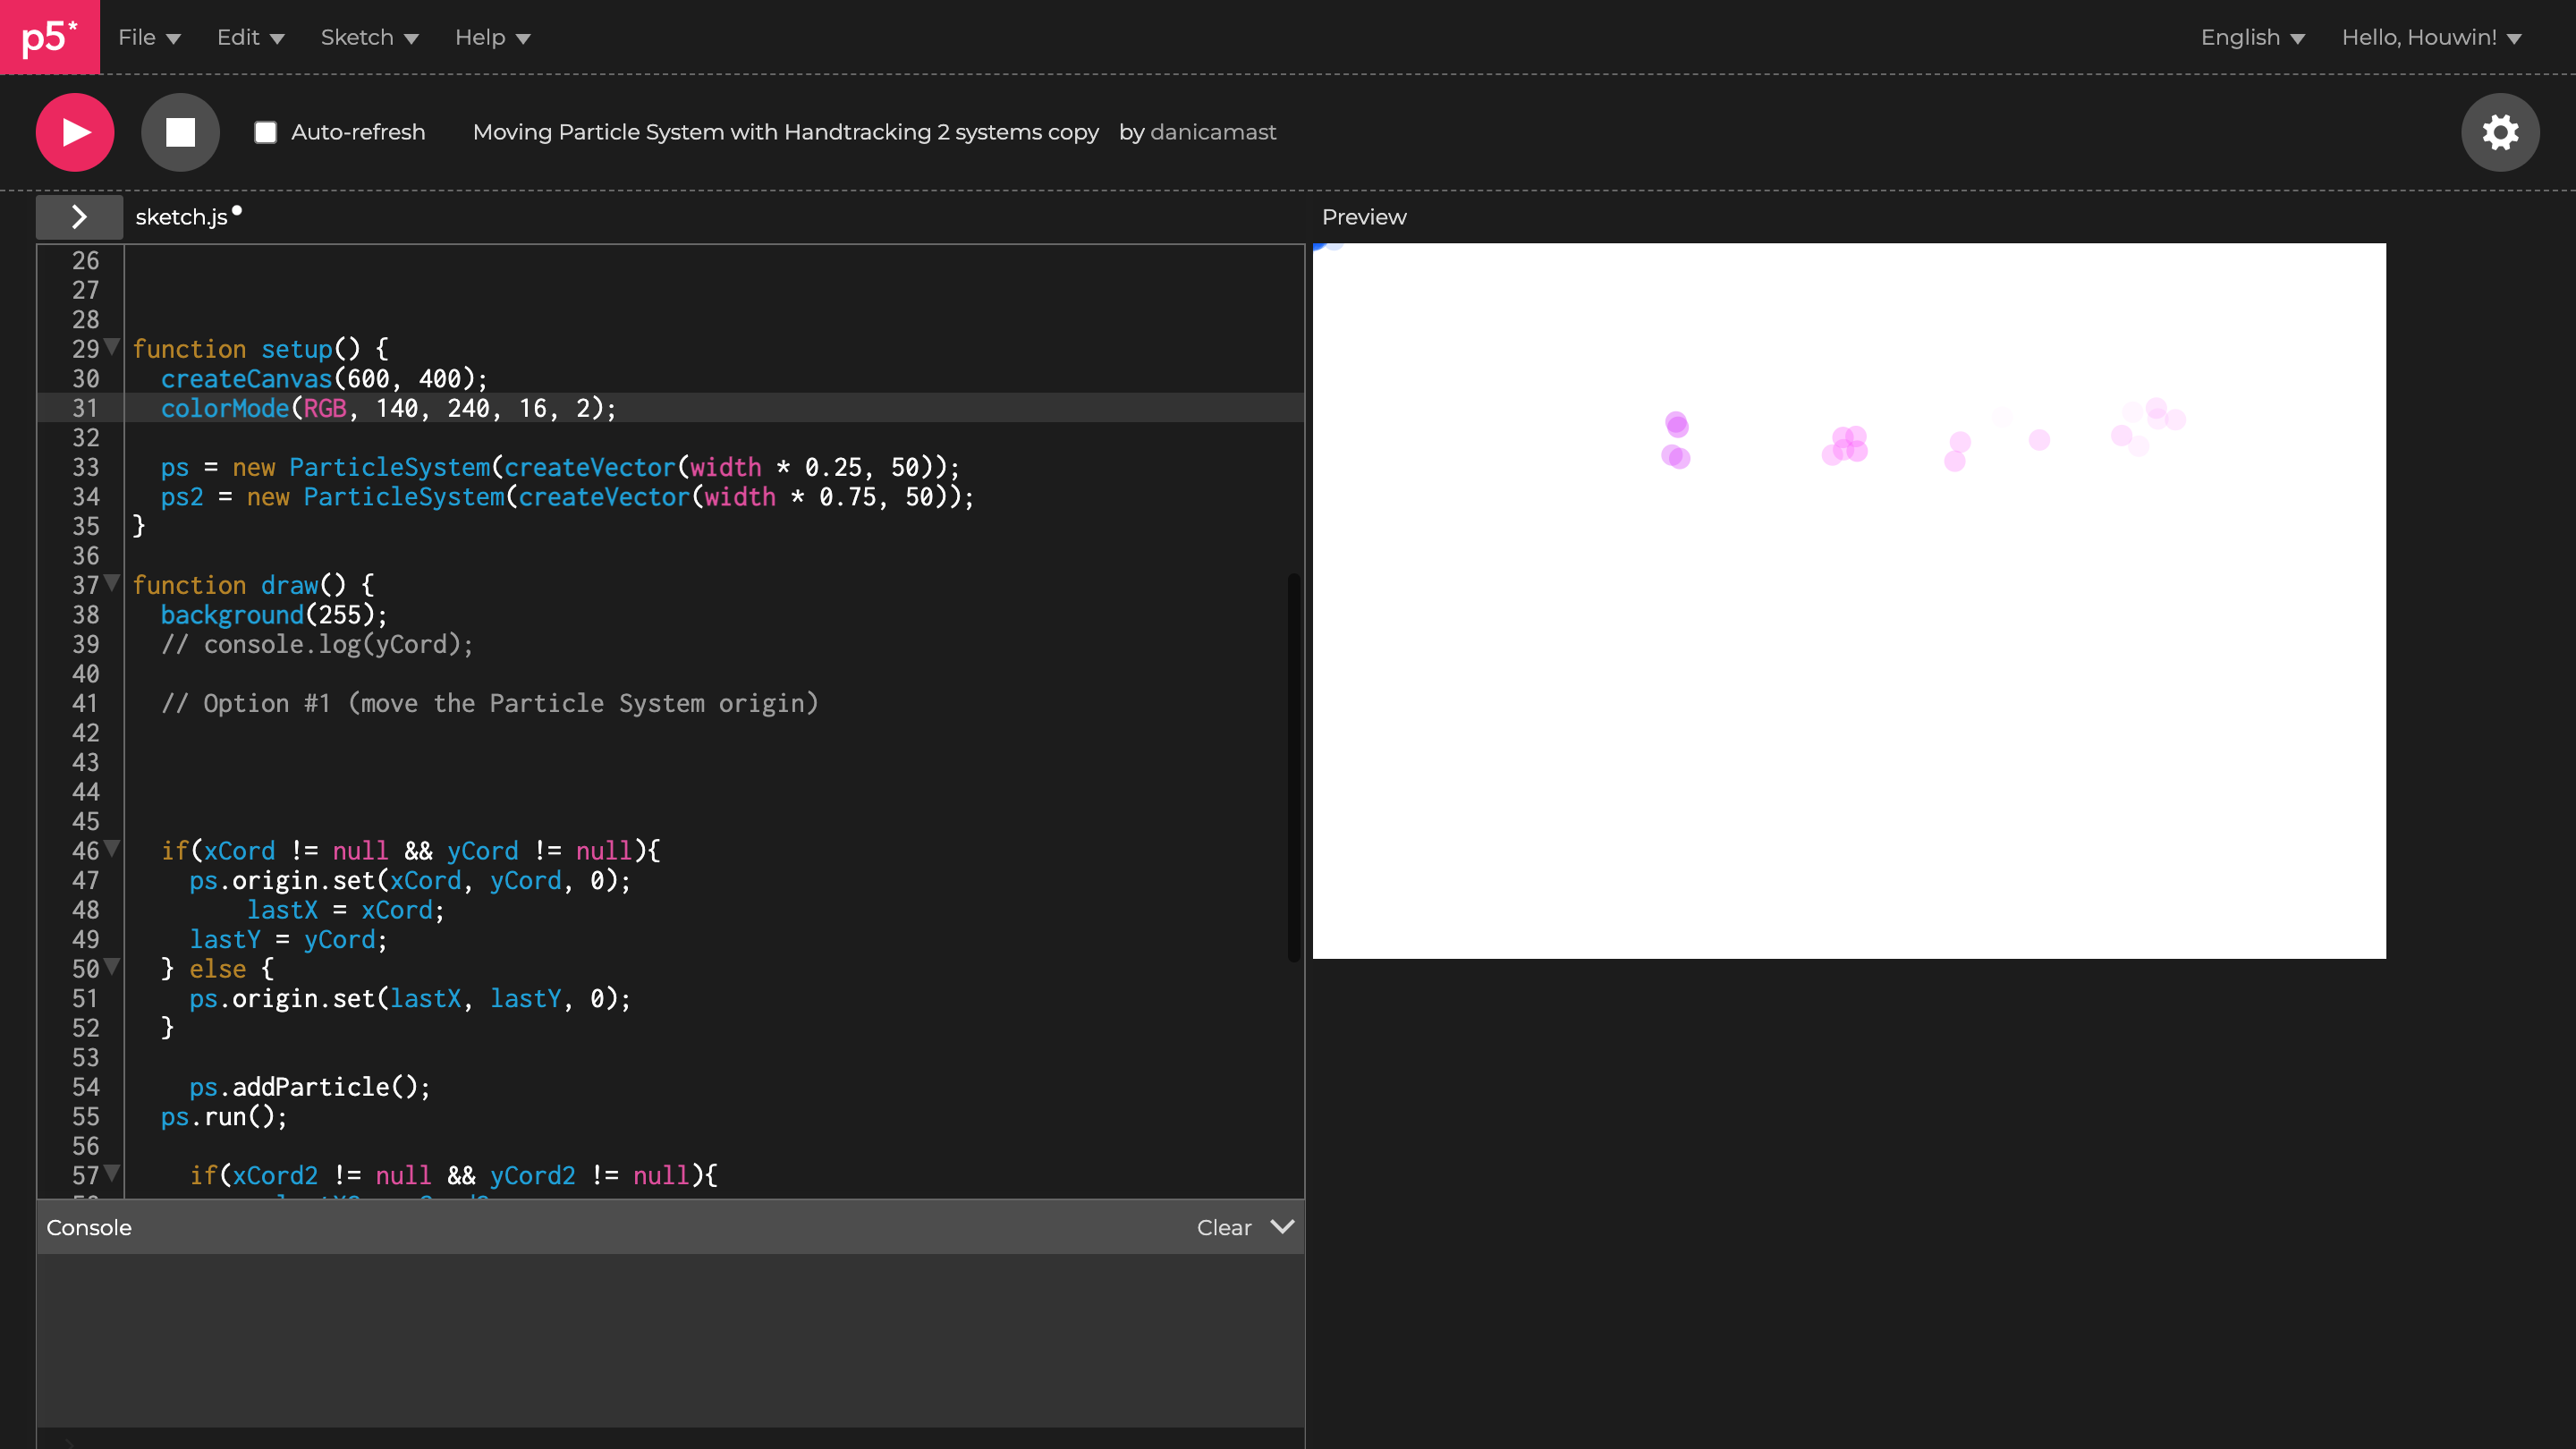 p5* File Edit Sketch Help English Hello, Houwin!
Auto-refresh Moving Particle System with Handtracking 2 systems copy by danicamast
sketch.js
Preview
26
27
28
29 function setup() {
30 createCanvas(600, 400);
31 colorMode(RGB, 140, 240, 16, 2);
32
33 ps = new ParticleSystem(createVector(width * 0.25, 50));
34 ps2 = new ParticleSystem(createVector(width * 0.75, 50));
35 }
36
37 function draw() {
38 background(255);
39 // console.log(yCord);
40
41 // Option #1 (move the Particle System origin)
42
43
44
45
46 if(xCord != null && yCord != null){
47 ps.origin.set(xCord, yCord, 0);
48 lastX = xCord;
49 lastY = yCord;
50 } else {
51 ps.origin.set(lastX, lastY, 0);
52 }
53
54 ps.addParticle();
55 ps.run();
56
57 if(xCord2 != null && yCord2 != null){
Console Clear